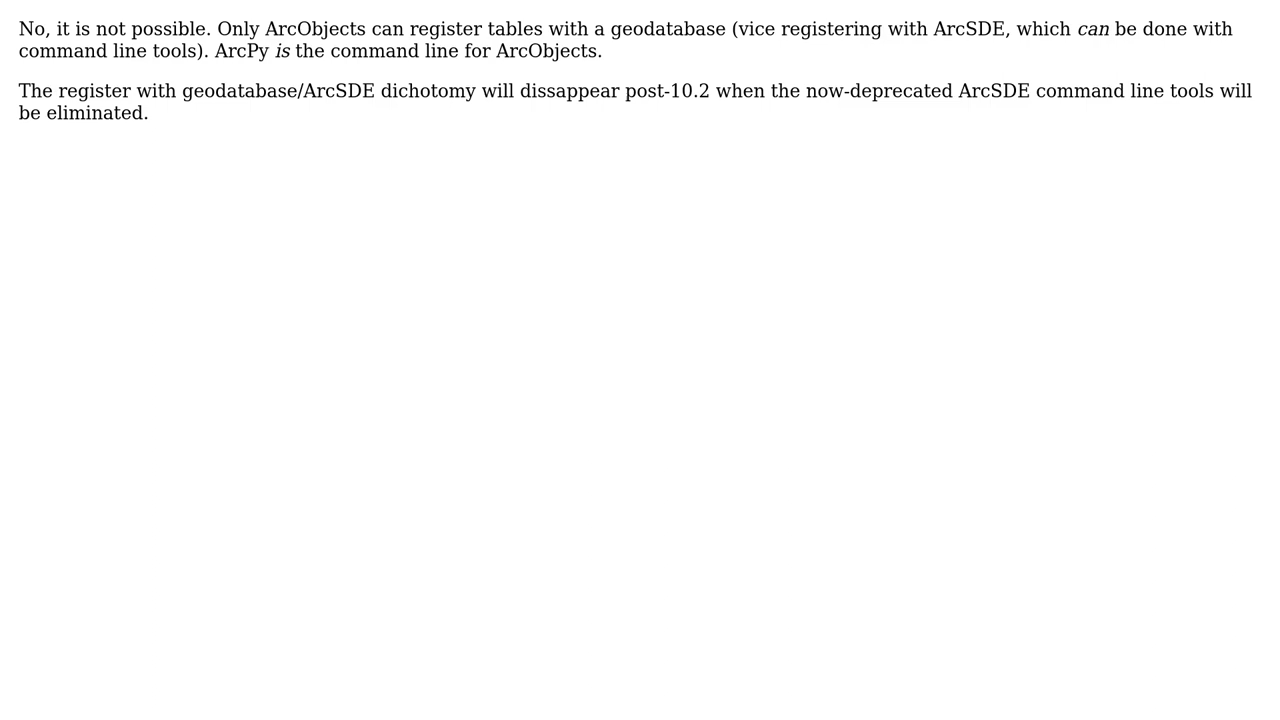 No, it is not possible. Only ArcObjects can register tables with a geodatabase (vice registering with ArcSDE, which can be done with
command line tools). ArcPy is the command line for ArcObjects.
The register with geodatabase/ArcSDE dichotomy will dissappear post-10.2 when the now-deprecated ArcSDE command line tools will
be eliminated.